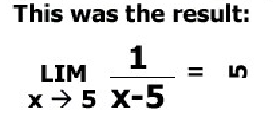 This was the result:
LIM 1/x-5 = 5
x → 5